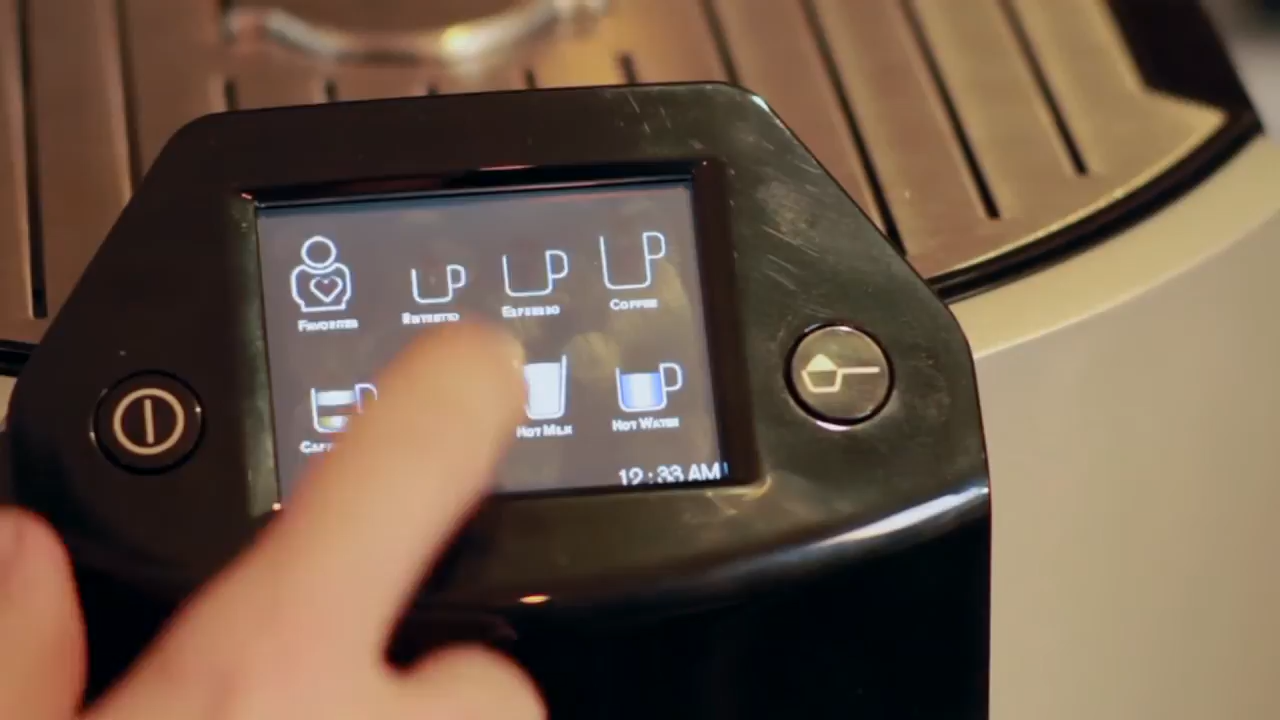 Favorites
Ristretto
Espresso
Coffee
Hot Milk
Hot Water
12:33 AM